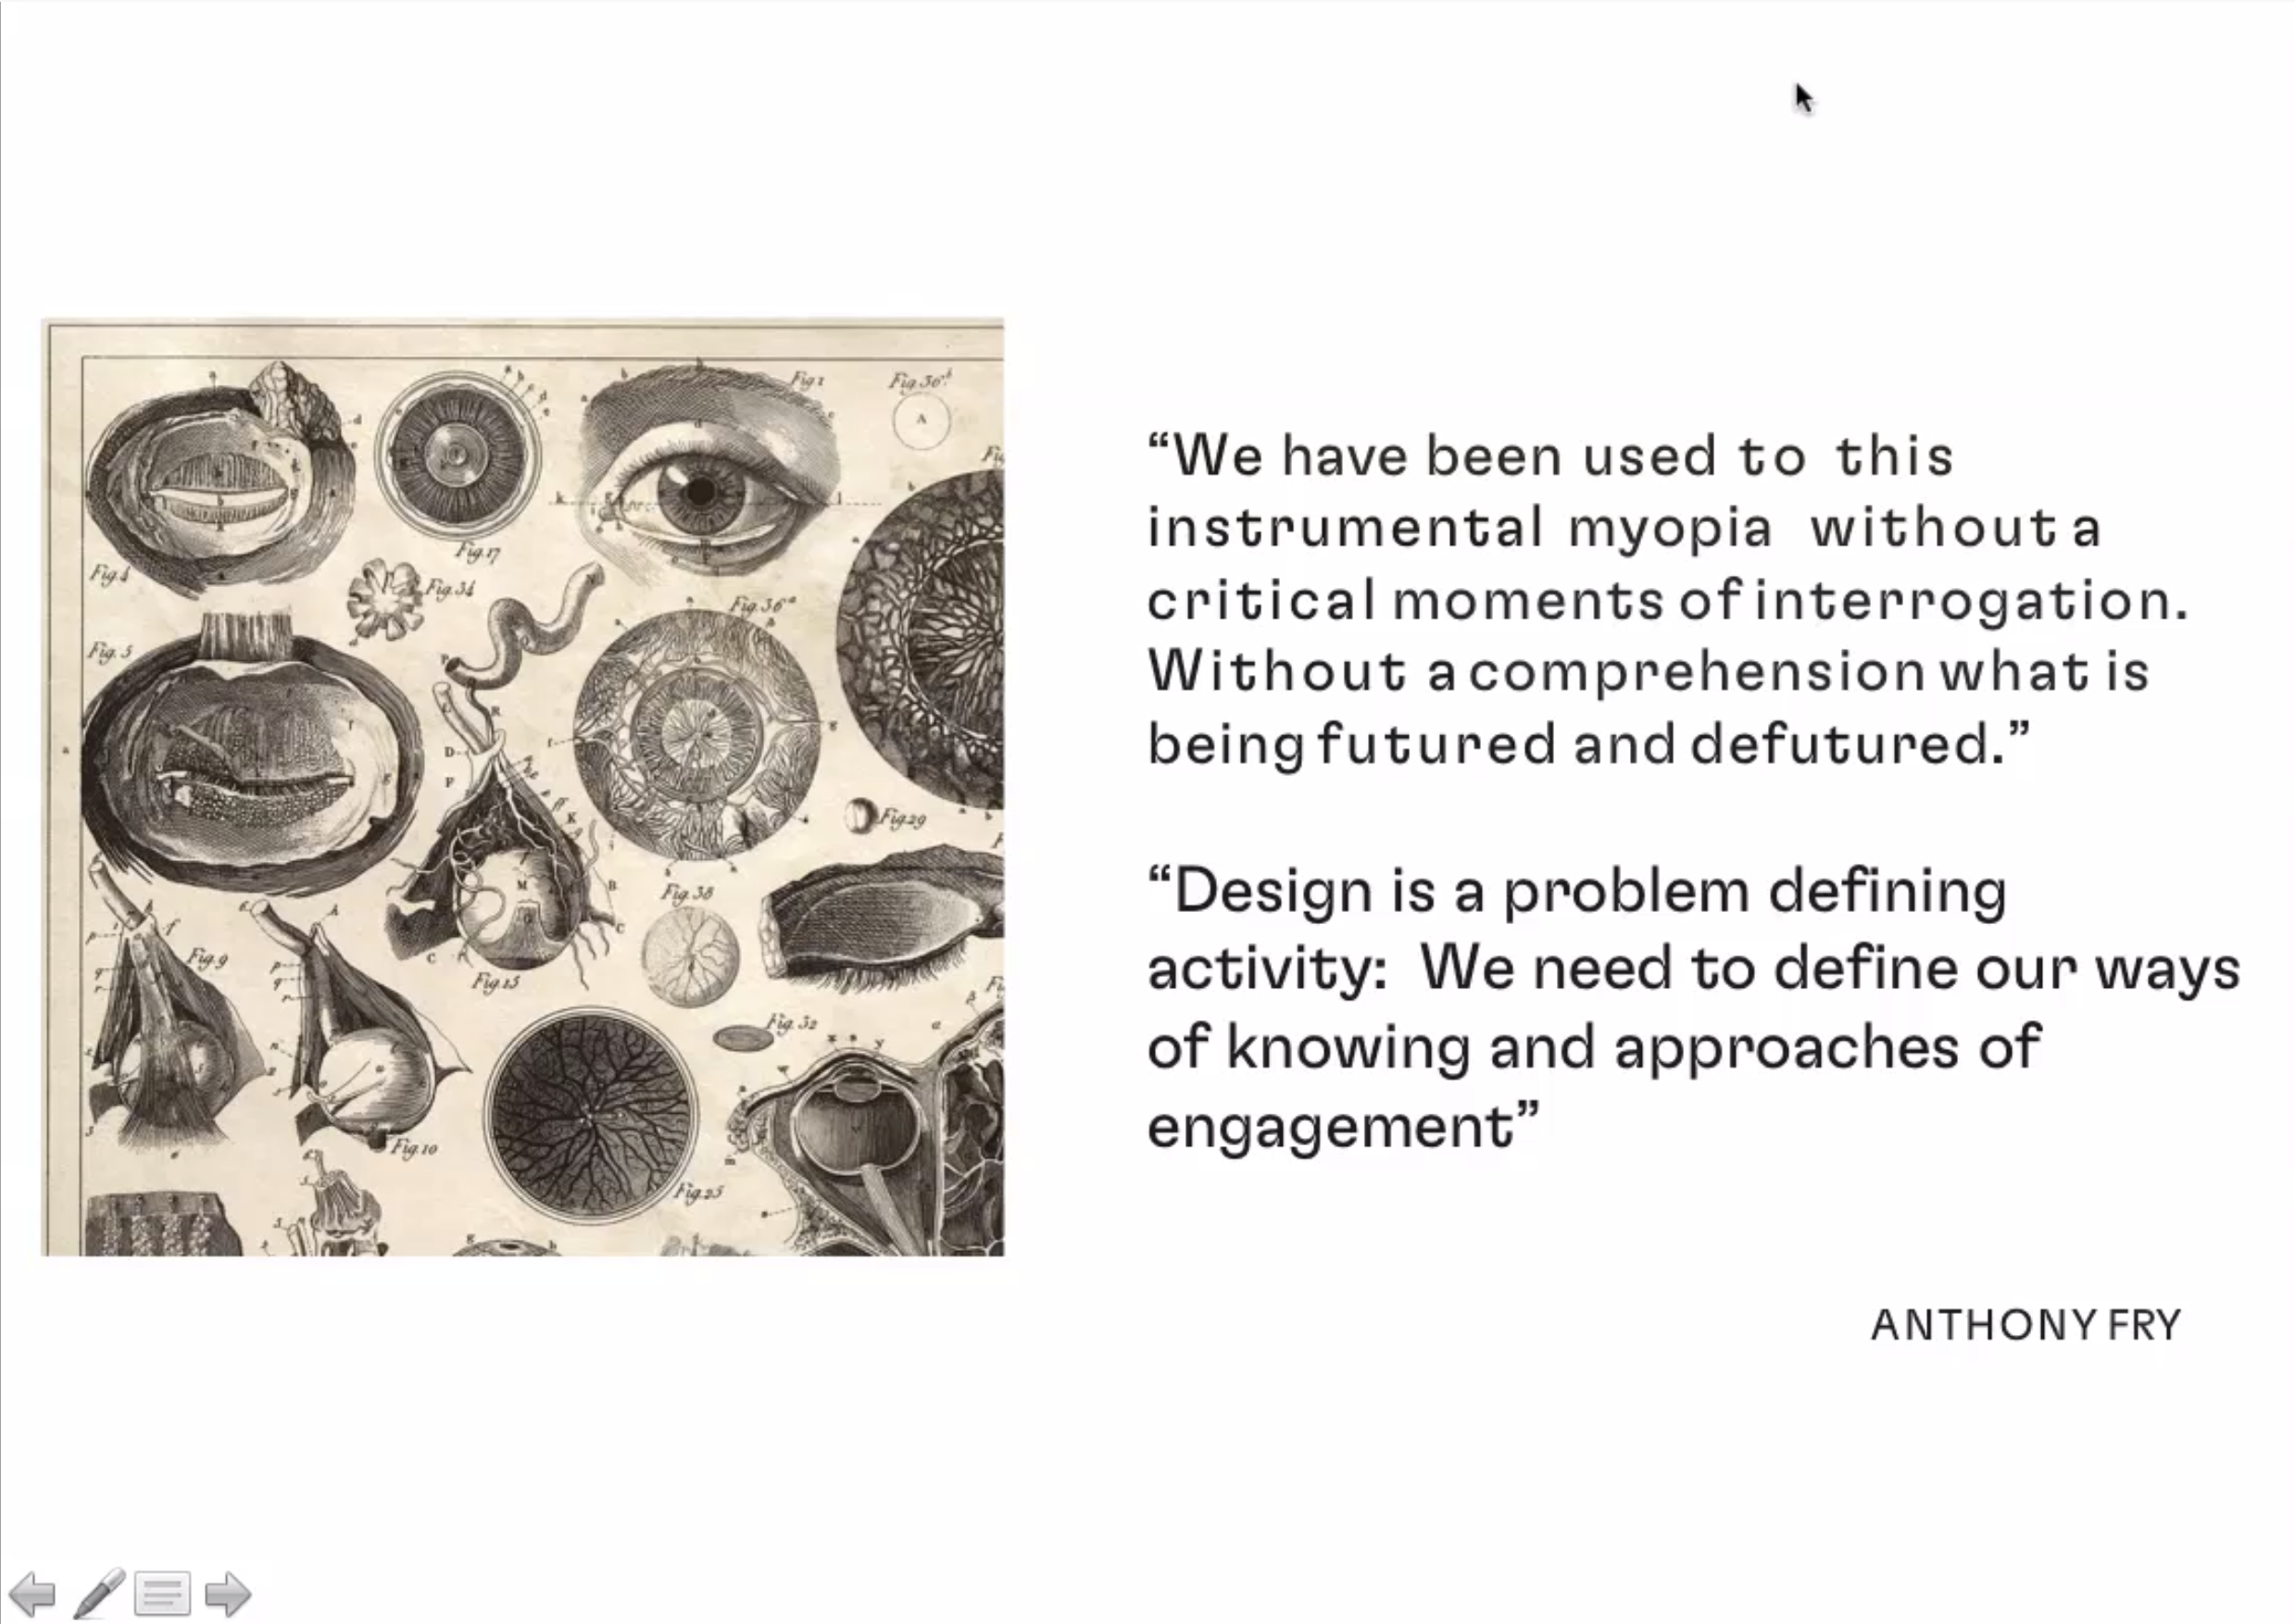 Fig.1
Fig.36.b
A
Fig.17
Fig.4
Fig.34
Fig.36.a
Fig.5
Fig.29
Fig.38
Fig.9
Fig.15
Fig.32
Fig.10
Fig.25
“We have been used to this
instrumental myopia without a
critical moments of interrogation.
Without a comprehension what is
being futured and defutured.”
“Design is a problem defining
activity: We need to define our ways
of knowing and approaches of
engagement”
ANTHONY FRY